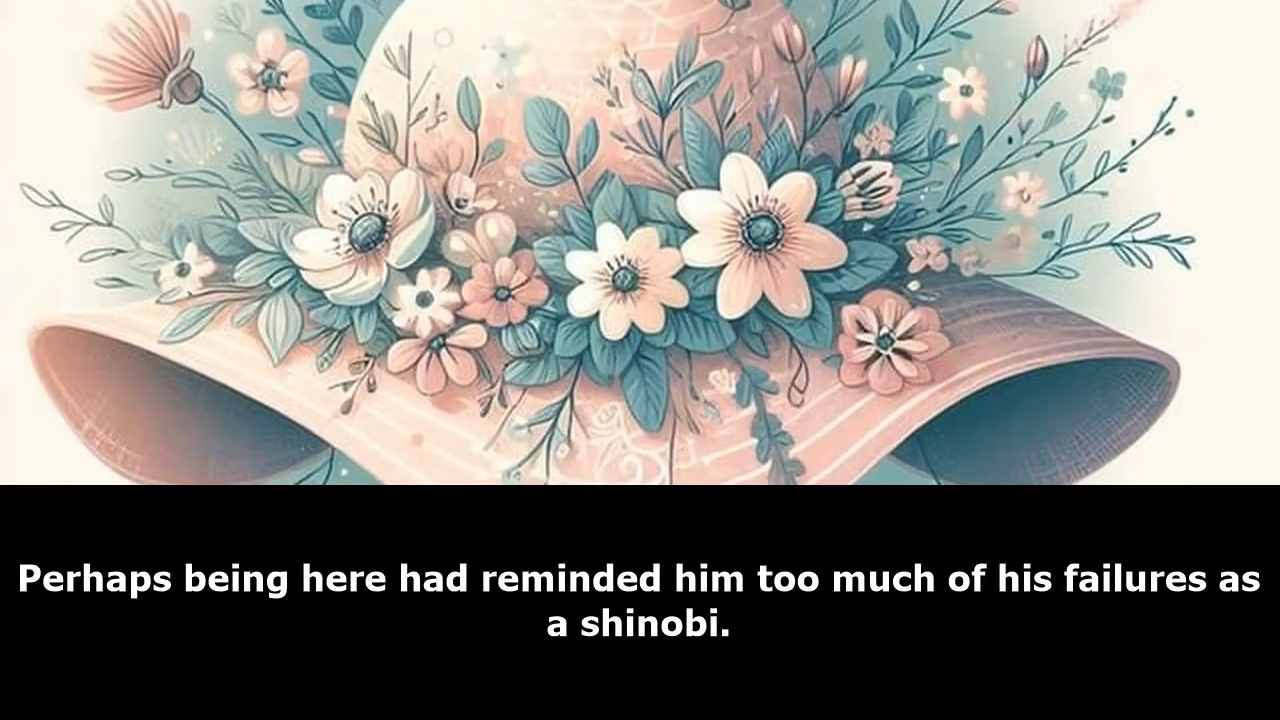 Perhaps being here had reminded him too much of his failures as
a shinobi.